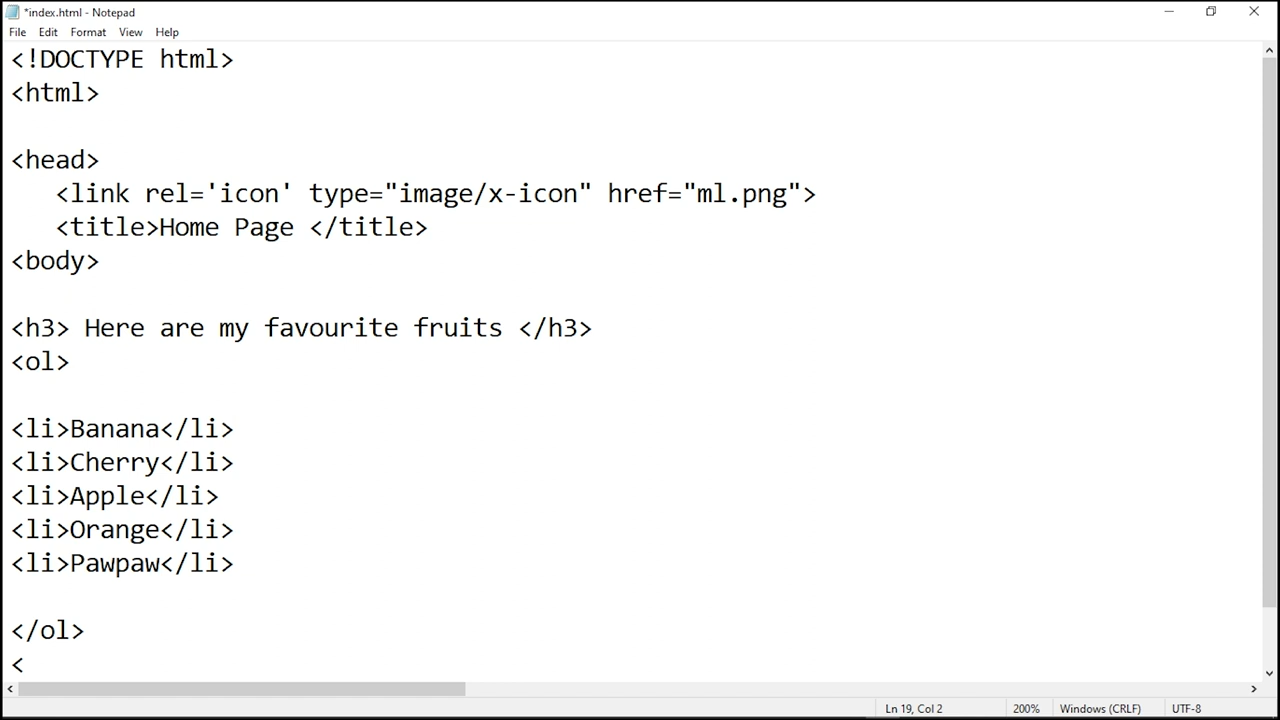 *index.html - Notepad
File Edit Format View Help
<!DOCTYPE html>
<html>
<head>
<link rel='icon' type="image/x-icon" href="ml.png">
<title>Home Page </title>
<body>
<h3> Here are my favourite fruits </h3>
<ol>
<li>Banana</li>
<li>Cherry</li>
<li>Apple</li>
<li>Orange</li>
<li>Pawpaw</li>
</ol>
<
Ln 19, Col 2 200% Windows (CRLF) UTF-8